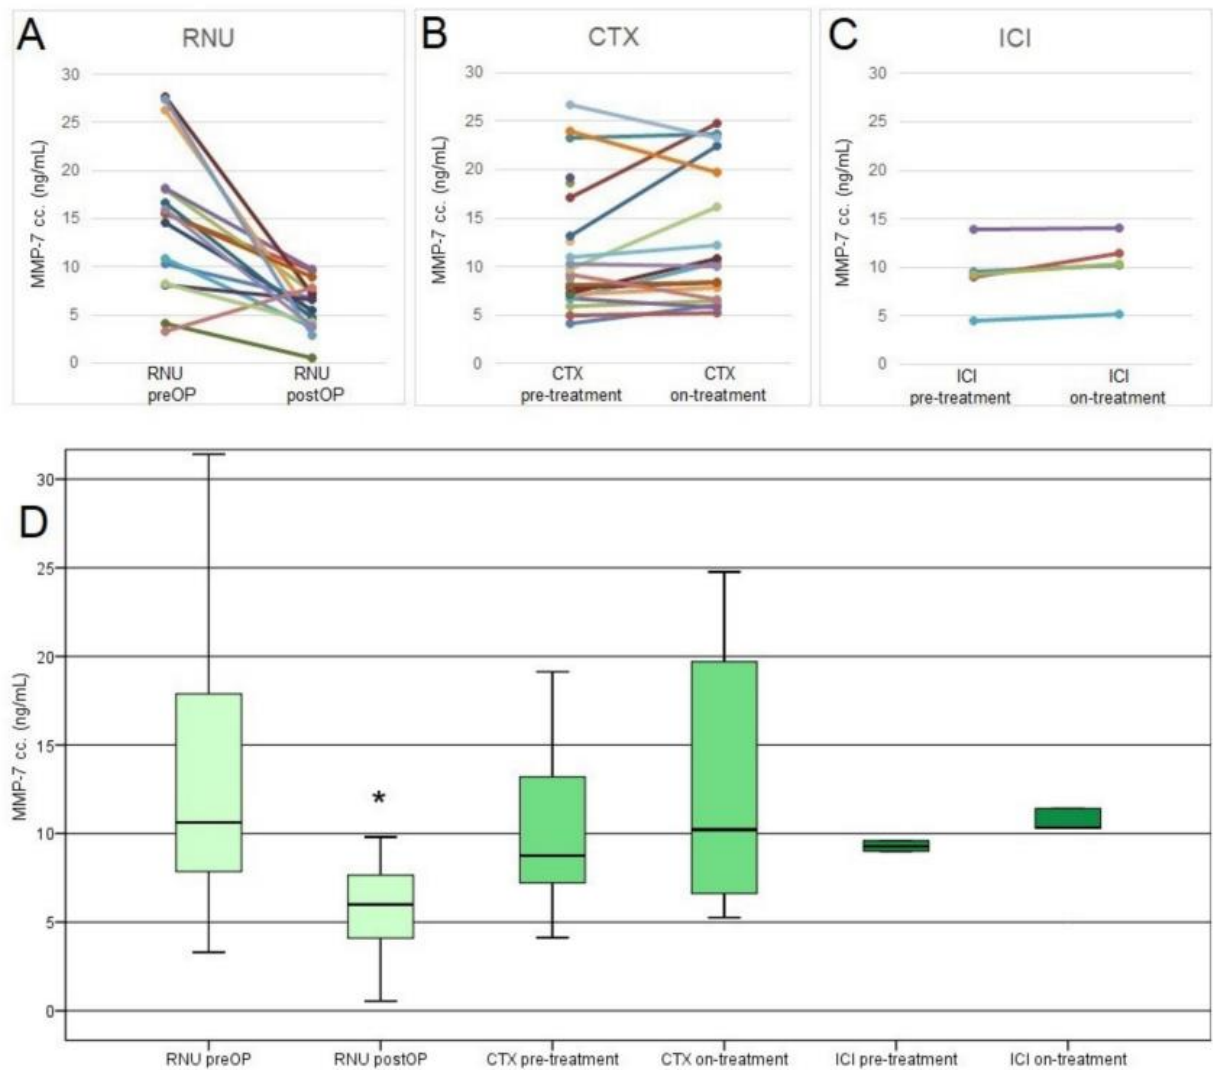 A
RNU
MMP-7 cc. (ng/mL)
30
25
20
15
10
5
0
RNU
preOP
RNU
postOP
B
CTX
MMP-7 cc. (ng/mL)
30
25
20
15
10
5
0
CTX
pre-treatment
CTX
on-treatment
C
ICI
MMP-7 cc. (ng/mL)
30
25
20
15
10
5
0
ICI
pre-treatment
ICI
on-treatment
D
MMP-7 cc. (ng/mL)
30
25
20
15
10
5
0
*
RNU preOP
RNU postOP
CTX pre-treatment
CTX on-treatment
ICI pre-treatment
ICI on-treatment